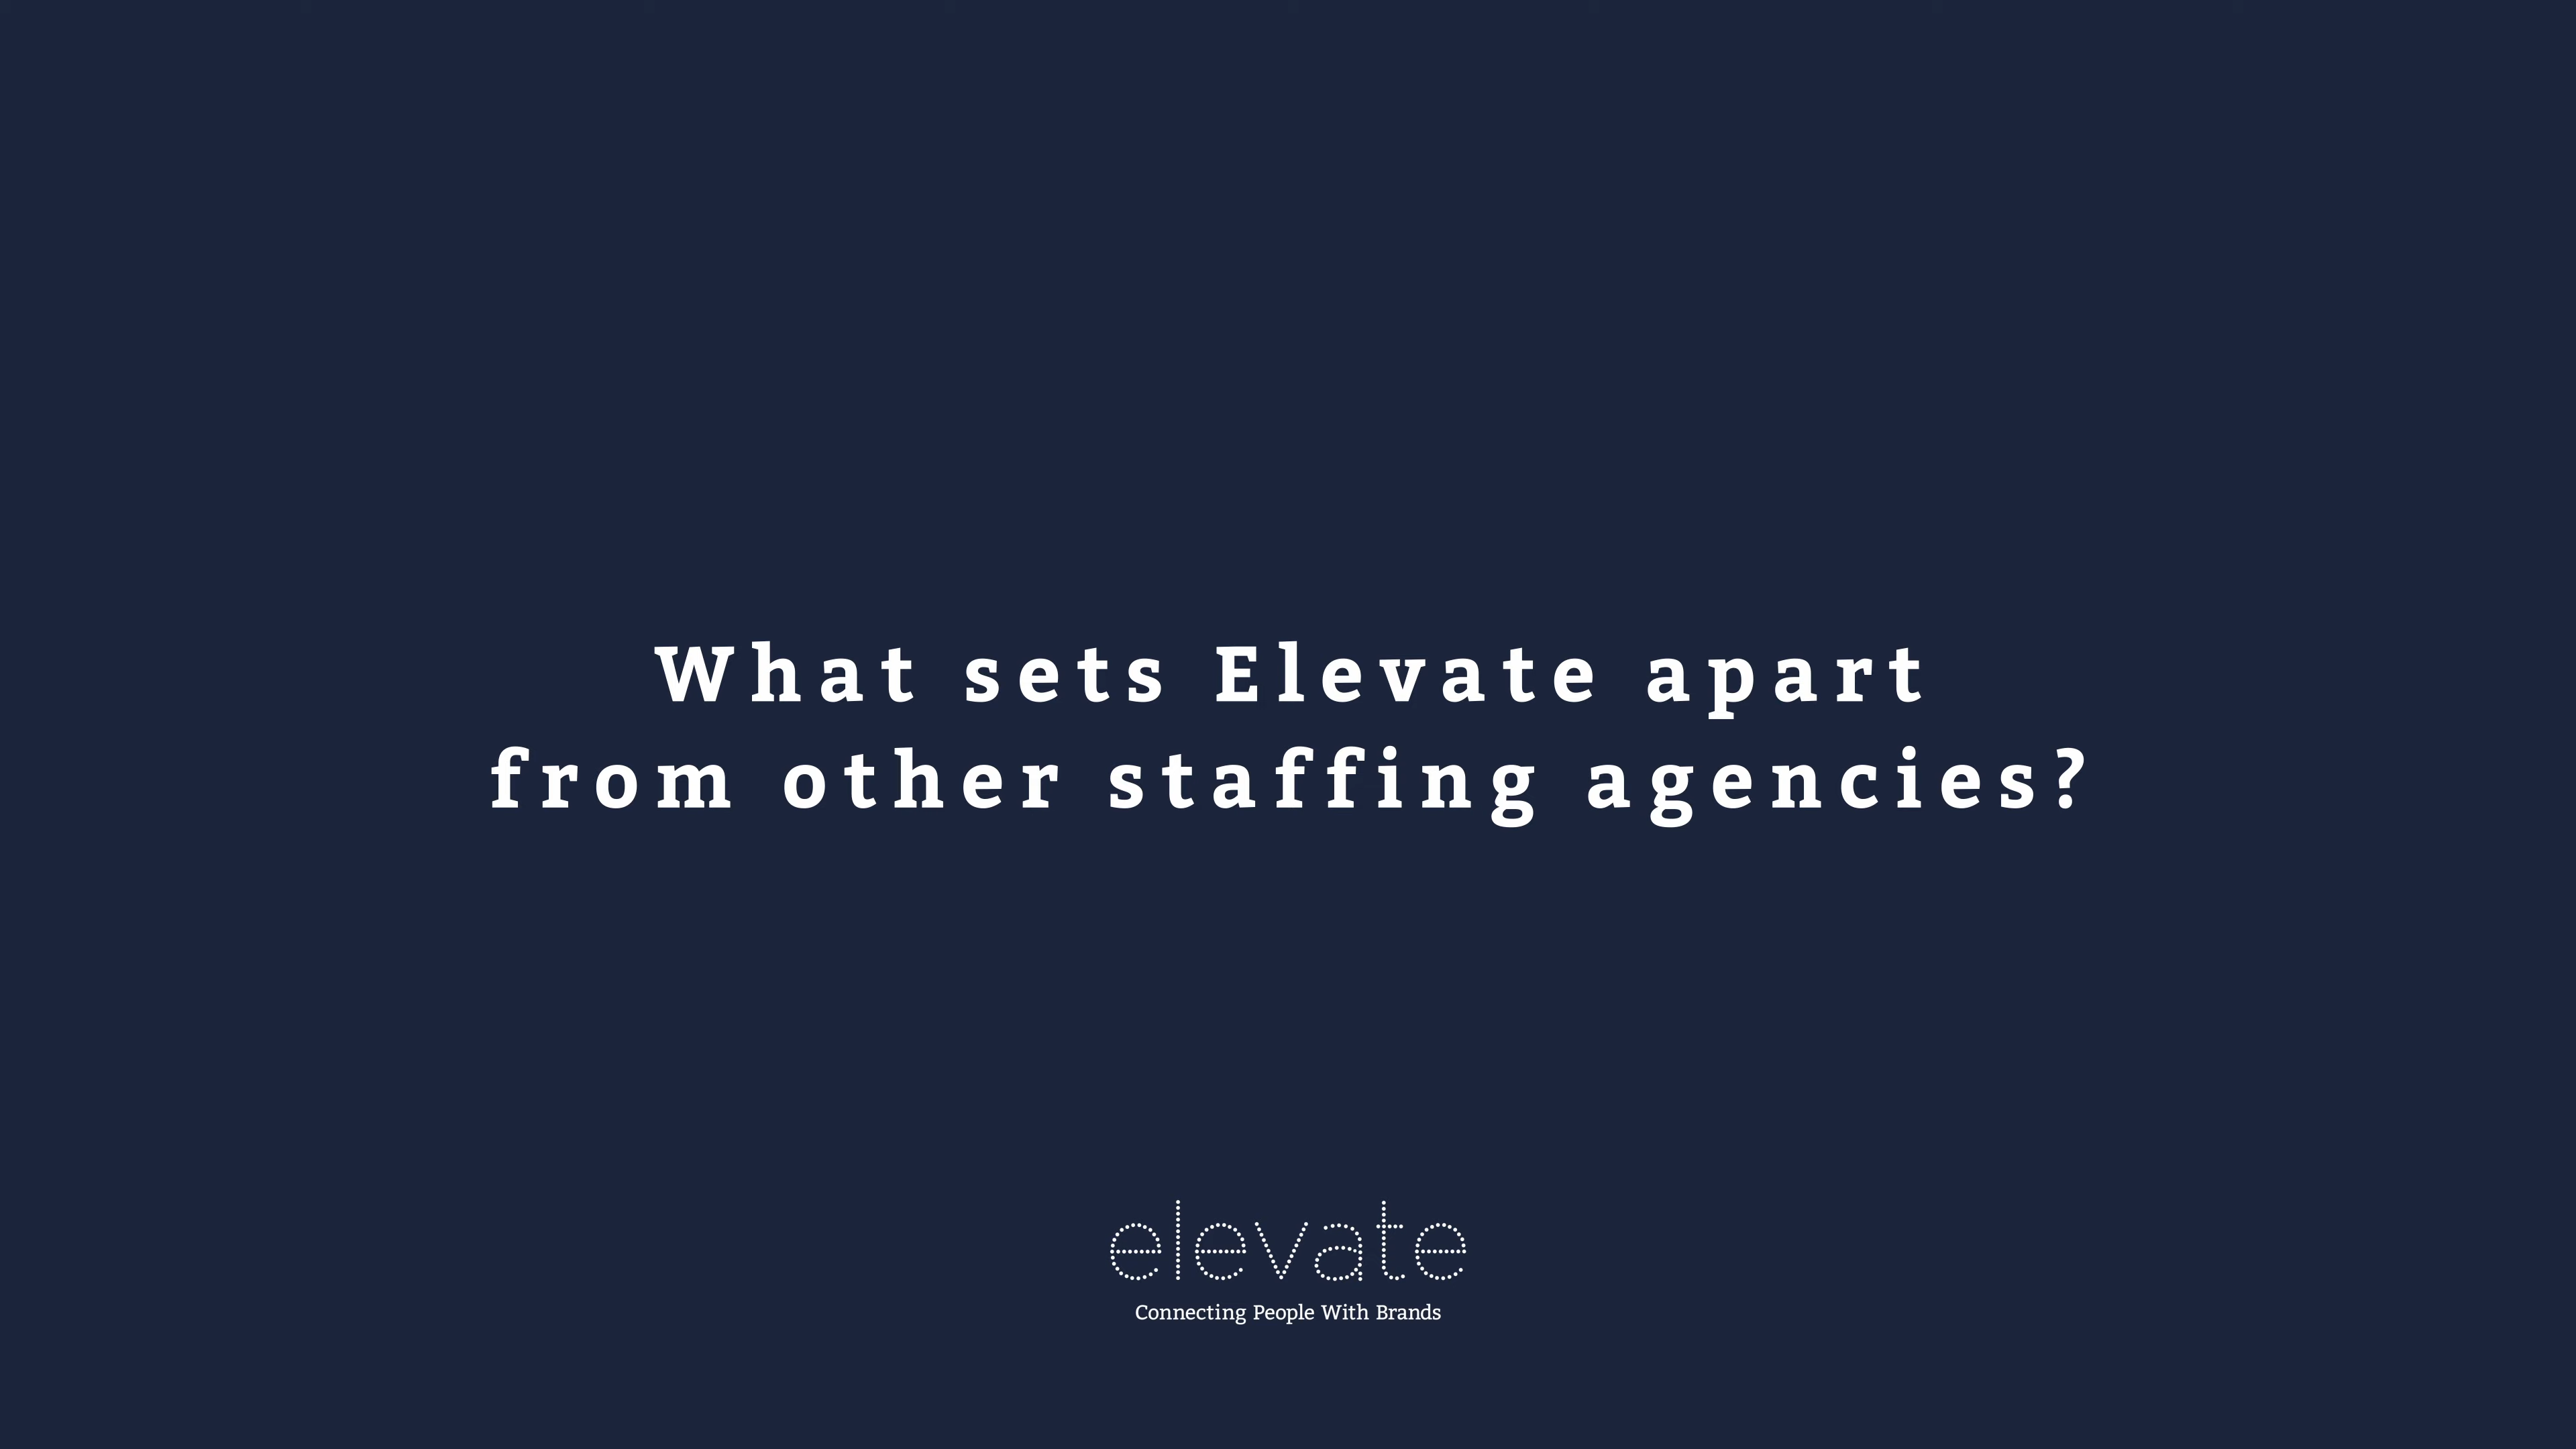 What sets Elevate apart
from other staffing agencies?
elevate
Connecting People With Brands